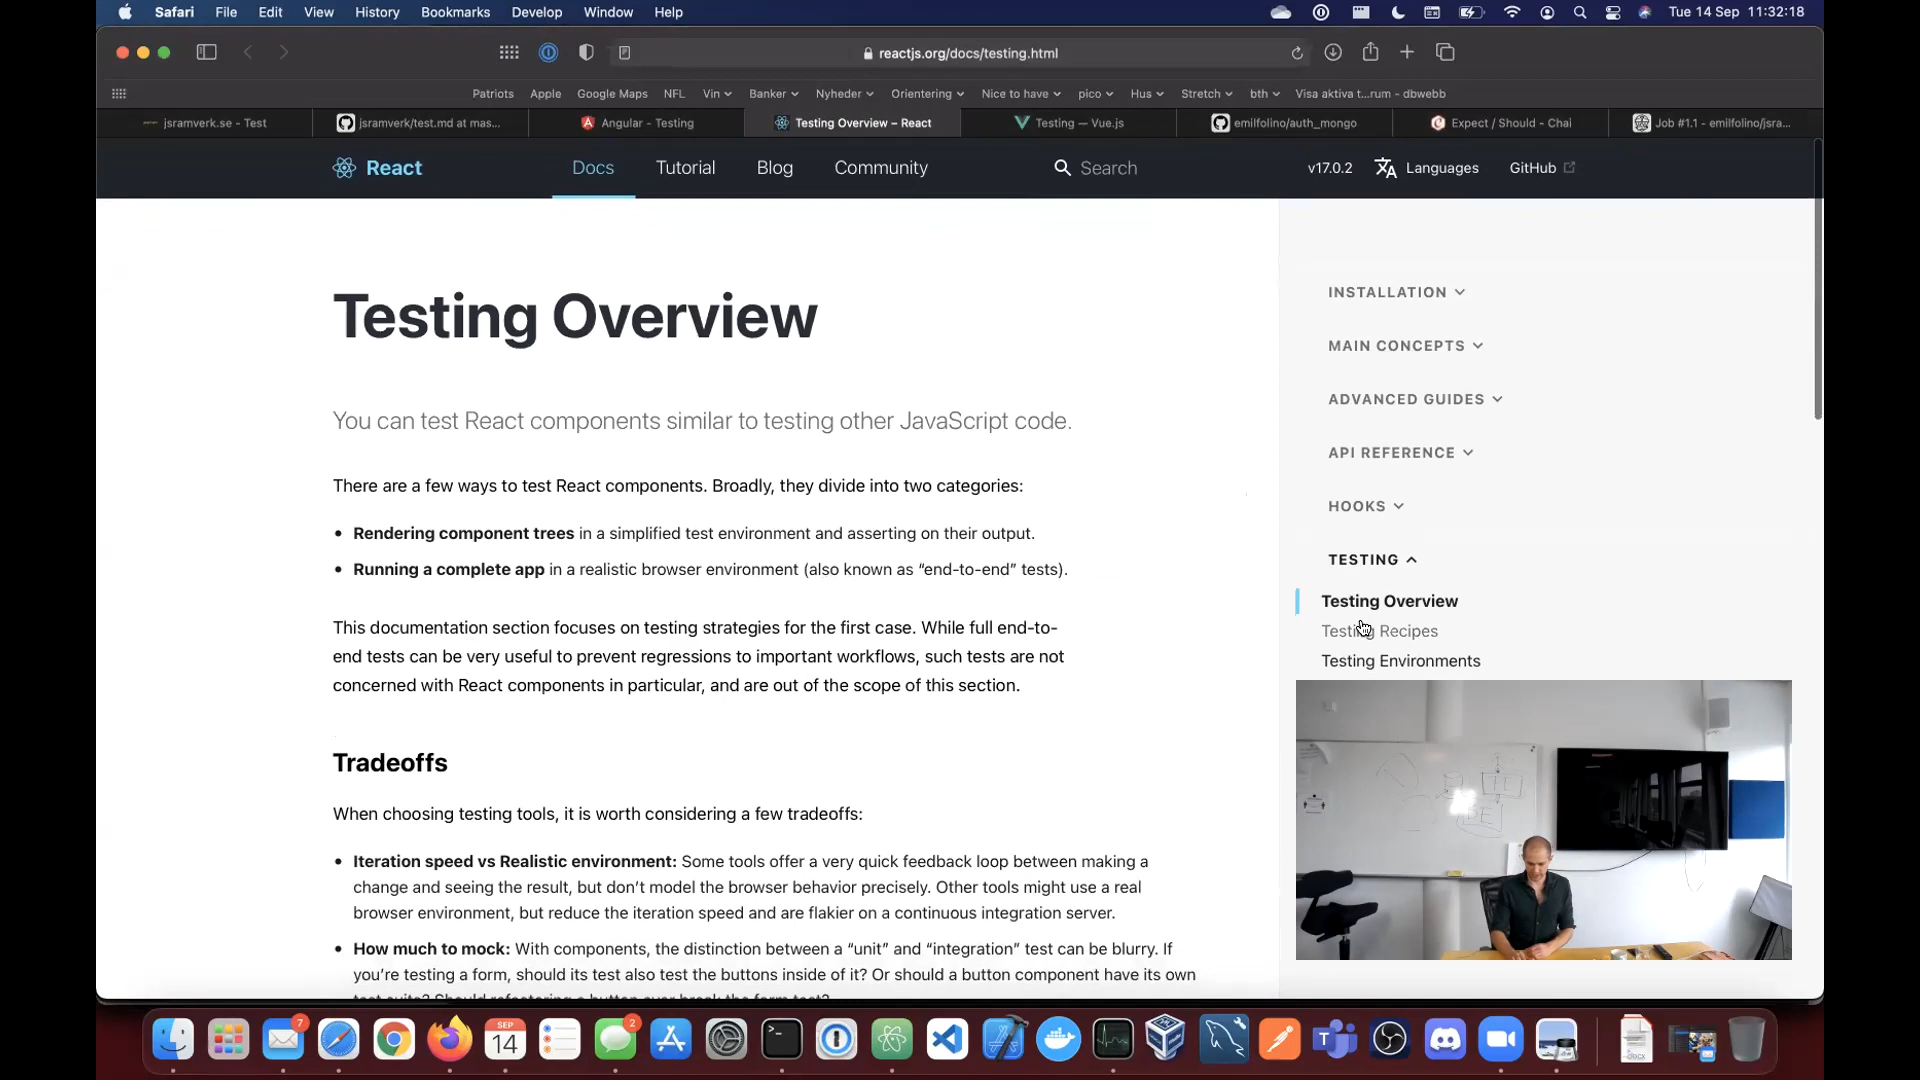 Safari File Edit View History Bookmarks Develop Window Help Tue 14 Sep 11:32:18
reactjs.org/docs/testing.html
Patriots Apple Google Maps NFL Vin Banker Nyheder Orientering Nice to have pico Hus Stretch bth Visa aktiva t...rum - dbwebb
jsramverk.se - Test jsramverk/test.md at mas... Angular - Testing Testing Overview – React Testing — Vue.js emilfolino/auth_mongo Expect / Should - Chai Job #1.1 - emilfolino/jsra...
React Docs Tutorial Blog Community Search v17.0.2 Languages GitHub
Testing Overview
You can test React components similar to testing other JavaScript code.
There are a few ways to test React components. Broadly, they divide into two categories:
• Rendering component trees in a simplified test environment and asserting on their output.
• Running a complete app in a realistic browser environment (also known as “end-to-end” tests).
This documentation section focuses on testing strategies for the first case. While full end-to-
end tests can be very useful to prevent regressions to important workflows, such tests are not
concerned with React components in particular, and are out of the scope of this section.
Tradeoffs
When choosing testing tools, it is worth considering a few tradeoffs:
• Iteration speed vs Realistic environment: Some tools offer a very quick feedback loop between making a
change and seeing the result, but don’t model the browser behavior precisely. Other tools might use a real
browser environment, but reduce the iteration speed and are flakier on a continuous integration server.
• How much to mock: With components, the distinction between a “unit” and “integration” test can be blurry. If
you’re testing a form, should its test also test the buttons inside of it? Or should a button component have its own
test suite? Should refactoring a button ever break the form test?
INSTALLATION
MAIN CONCEPTS
ADVANCED GUIDES
API REFERENCE
HOOKS
TESTING
Testing Overview
Testing Recipes
Testing Environments
7
SEP
14
2
DOCX